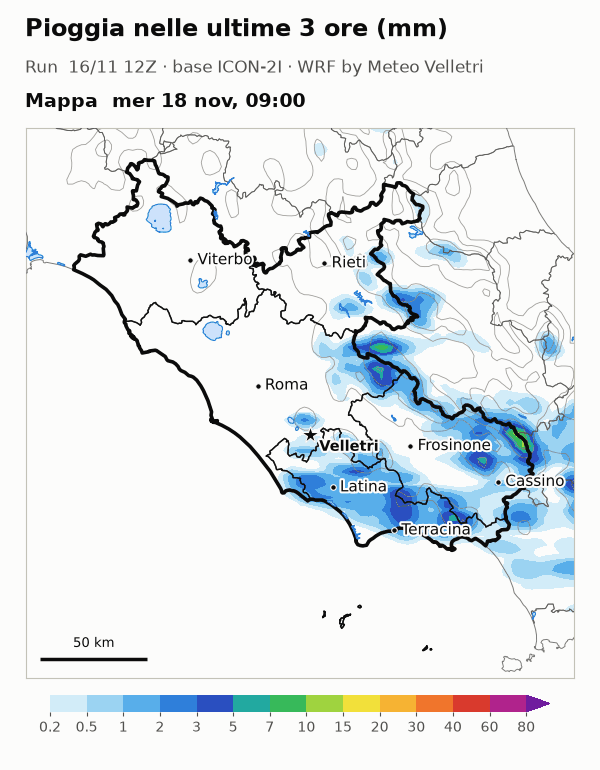 Pioggia nelle ultime 3 ore (mm)
Run 16/11 12Z · base ICON-2I · WRF by Meteo Velletri
Mappa mer 18 nov, 09:00
Viterbo
Rieti
Roma
Velletri
Frosinone
Latina
Cassino
Terracina
50 km
0.2 0.5 1 2 3 5 7 10 15 20 30 40 60 80